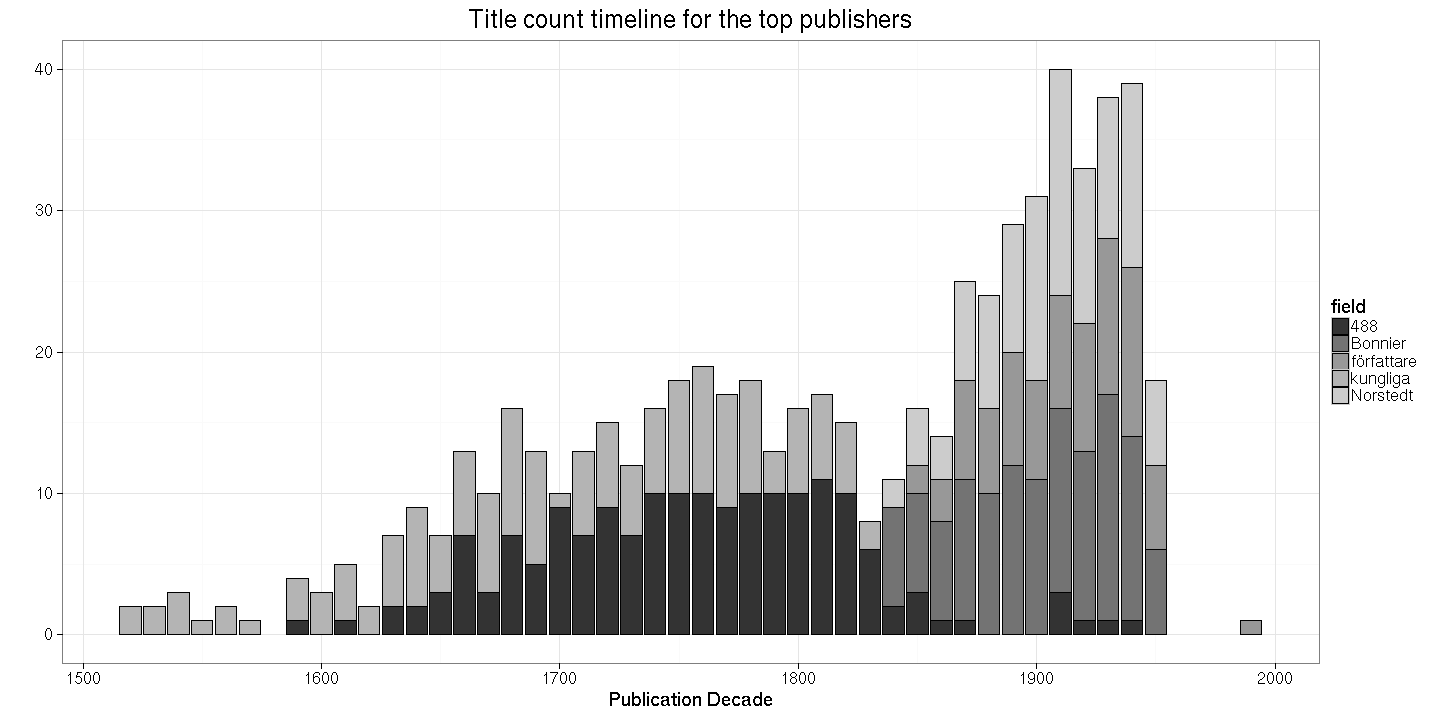 Title count timeline for the top publishers
40
30
20
10
0
1500 1600 1700 1800 1900 2000
Publication Decade
field
488
Bonnier
författare
kungliga
Norstedt